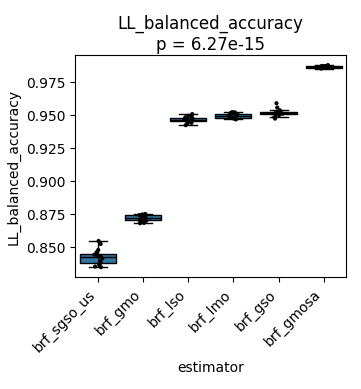 LL_balanced_accuracy
p = 6.27e-15
LL_balanced_accuracy
0.975
0.950
0.925
0.900
0.875
0.850
brf_sgso_us
brf_gmo
brf_lso
brf_lmo
brf_gso
brf_gmosa
estimator